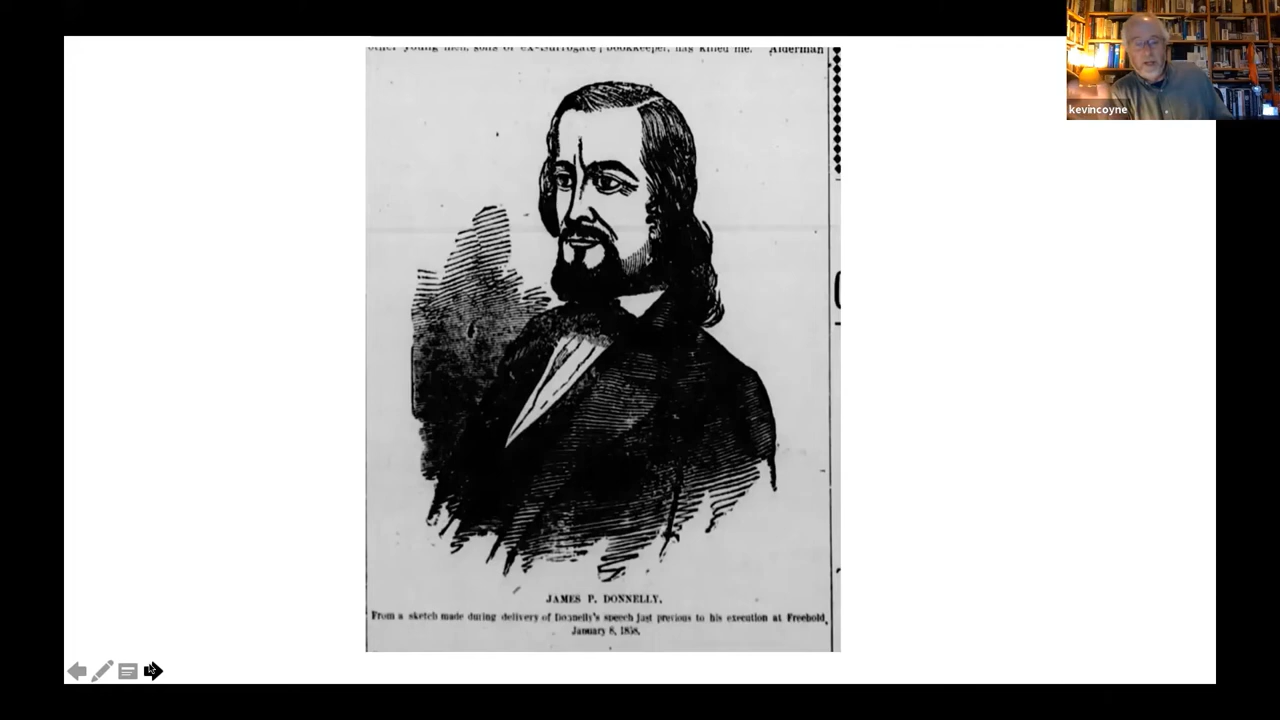 other young men, sons of ex-Surrogate bookkeeper, has killed me. Alderman
kevincoyne
JAMES P. DONNELLY.
From a sketch made during delivery of Donnelly's speech just previous to his execution at Freehold,
January 8, 1858.